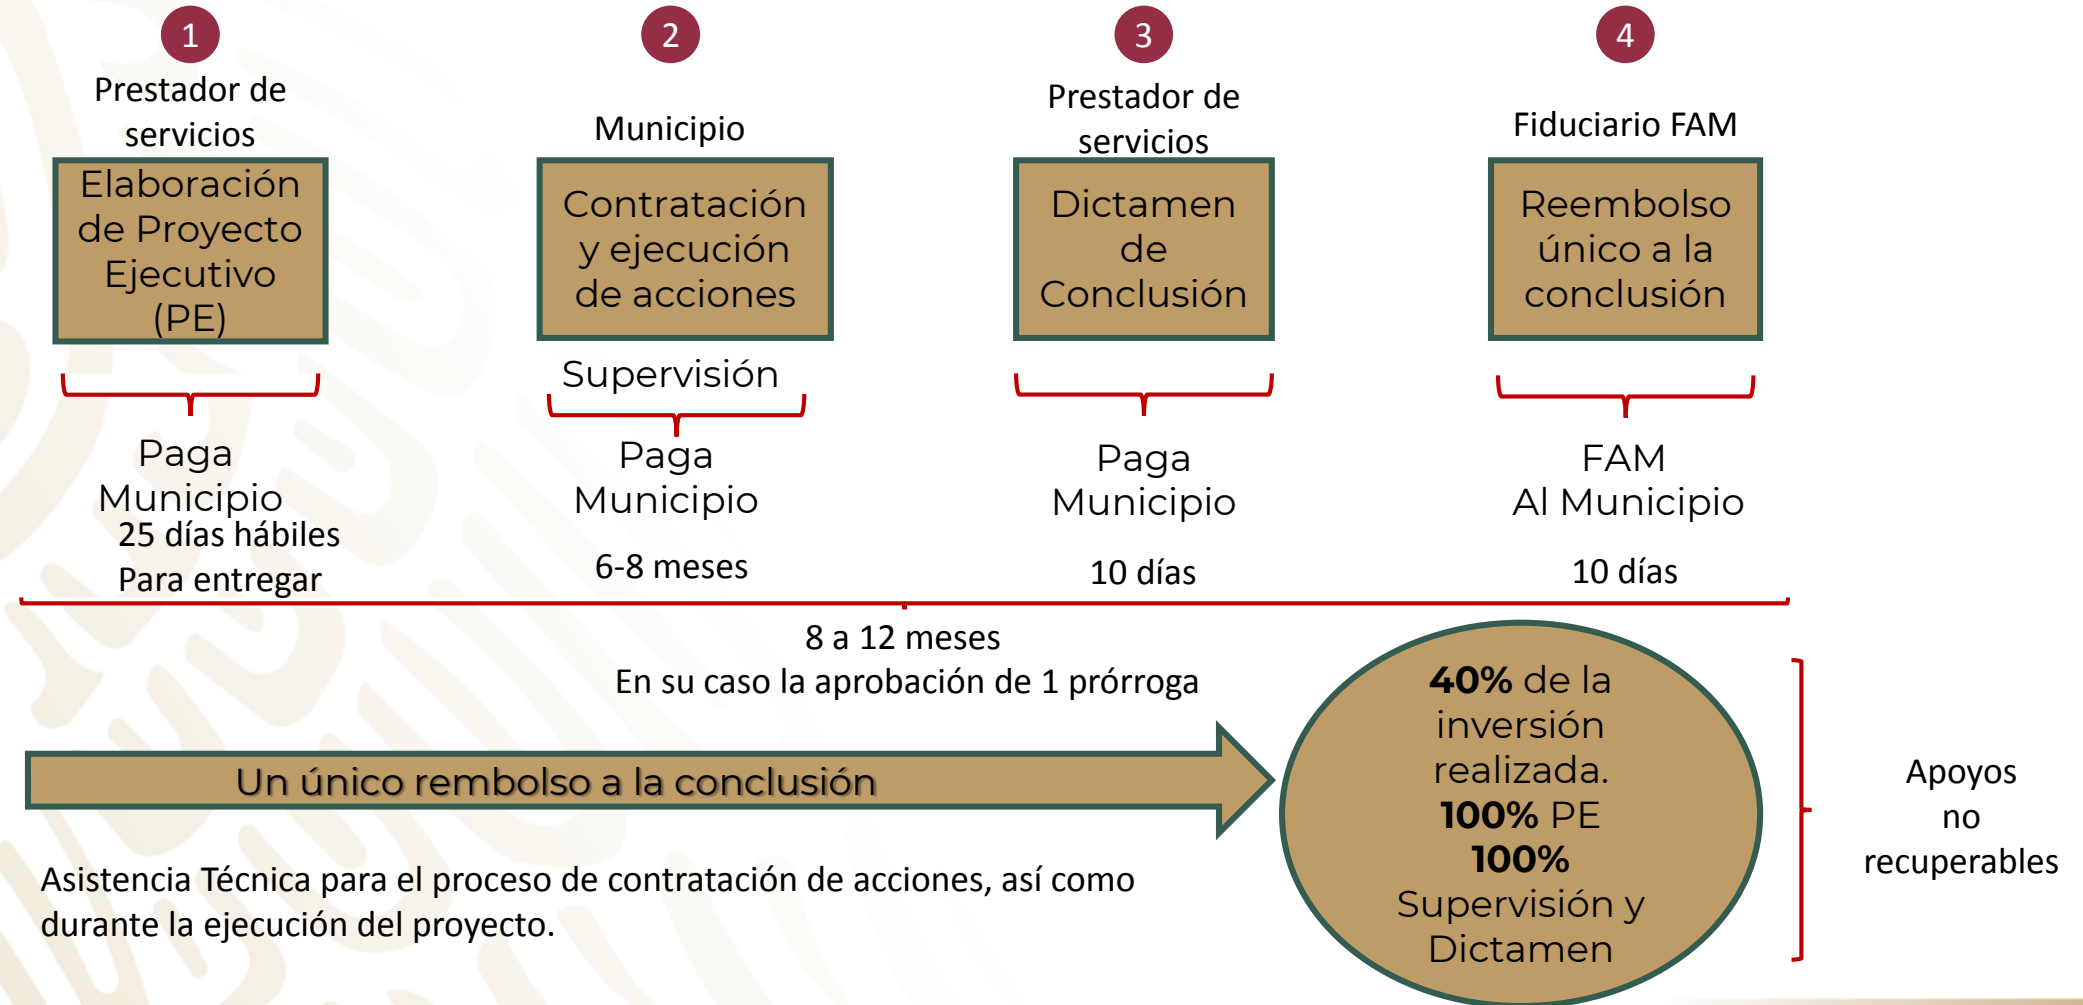 1
Prestador de
servicios
Elaboración
de Proyecto
Ejecutivo
(PE)
Paga
Municipio
25 días hábiles
Para entregar
2
Municipio
Contratación
y ejecución
de acciones
Supervisión
Paga
Municipio
6-8 meses
3
Prestador de
servicios
Dictamen
de
Conclusión
Paga
Municipio
10 días
4
Fiduciario FAM
Reembolso
único a la
conclusión
FAM
Al Municipio
10 días
8 a 12 meses
En su caso la aprobación de 1 prórroga
Un único rembolso a la conclusión
40% de la
inversión
realizada.
100% PE
100%
Supervisión y
Dictamen
Apoyos
no
recuperables
Asistencia Técnica para el proceso de contratación de acciones, así como
durante la ejecución del proyecto.